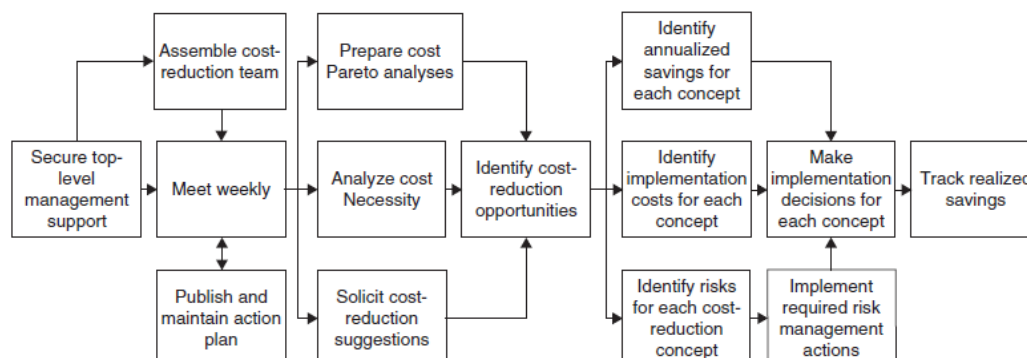 Assemble cost-
reduction team
Prepare cost
Pareto analyses
Identify
annualized
savings for
each concept
Secure top-
level
management
support
Meet weekly
Analyze cost
Necessity
Identify cost-
reduction
opportunities
Identify
implementation
costs for each
concept
Make
implementation
decisions for
each concept
Track realized
savings
Publish and
maintain action
plan
Solicit cost-
reduction
suggestions
Identify risks
for each cost-
reduction
concept
Implement
required risk
management
actions